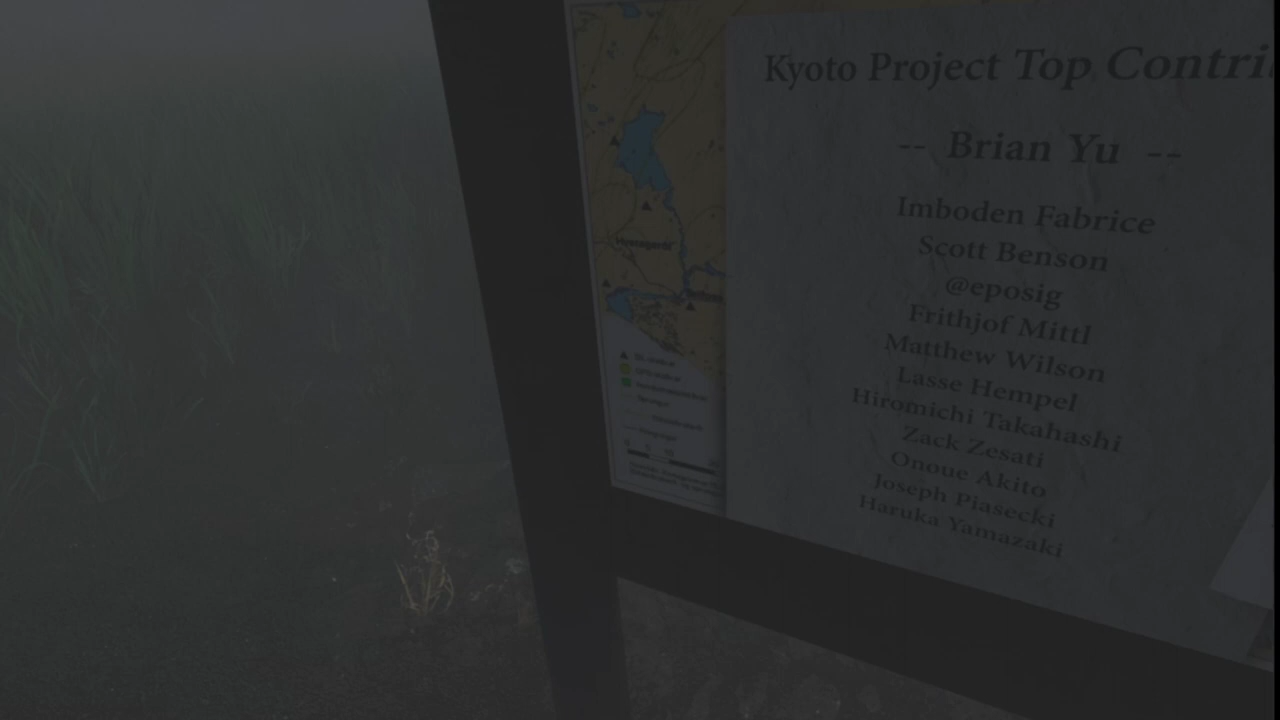 Kyoto Project Top Contri
-- Brian Yu --
Imboden Fabrice
Scott Benson
@eposig
Frithjof Mittl
Matthew Wilson
Lasse Hempel
Hiromichi Takahashi
Zack Zesati
Onoue Akito
Joseph Piasecki
Haruka Yamazaki